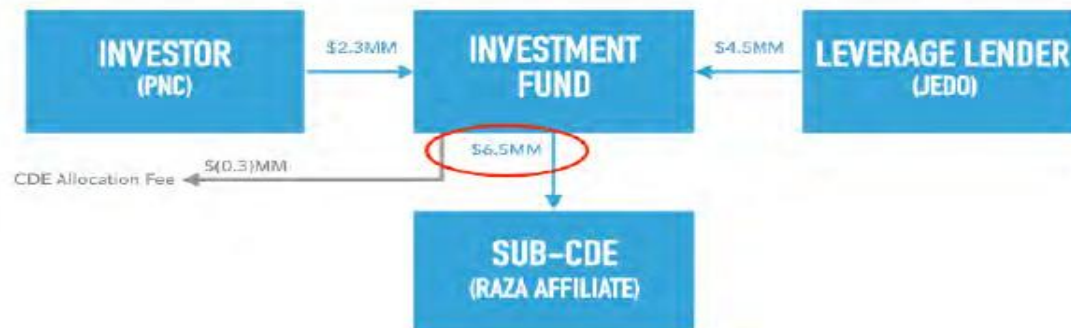 INVESTOR
(PNC)
$2.3MM
INVESTMENT
FUND
$4.5MM
LEVERAGE LENDER
(JEDO)
$6.5MM
$(0.3)MM
CDE Allocation Fee
SUB-CDE
(RAZA AFFILIATE)